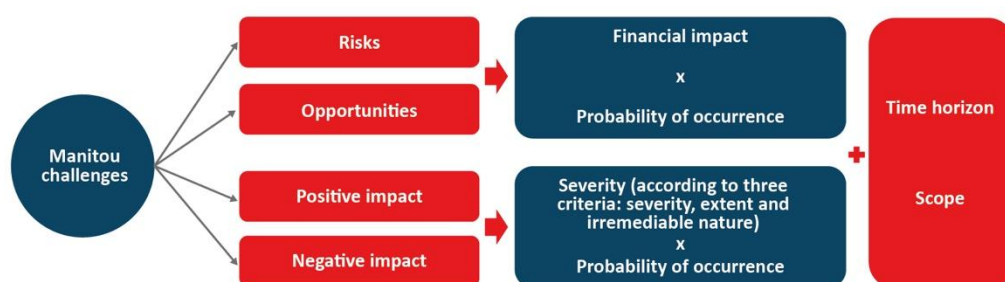 Manitou
challenges
Risks
Opportunities
Positive impact
Negative impact
Financial impact
x
Probability of occurrence
Severity (according to three
criteria: severity, extent and
irremediable nature)
x
Probability of occurrence
Time horizon
Scope